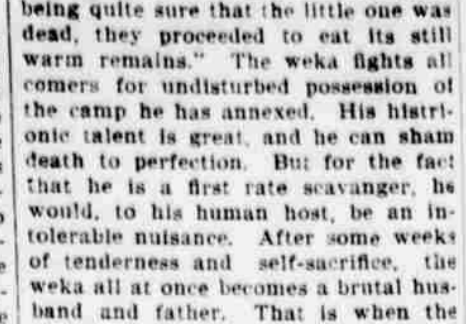 being quite sure that the little one was
dead, they proceeded to eat its still
warm remains." The weka fights all
comers for undisturbed possession of
the camp he has annexed. His histri-
onic talent is great, and he can sham
death to perfection. But for the fact
that he is a first rate scavanger, he
would, to his human host, be an in-
tolerable nuisance. After some weeks
of tenderness and self-sacrifice, the
weka all at once becomes a brutal hus-
band and father. That is when the